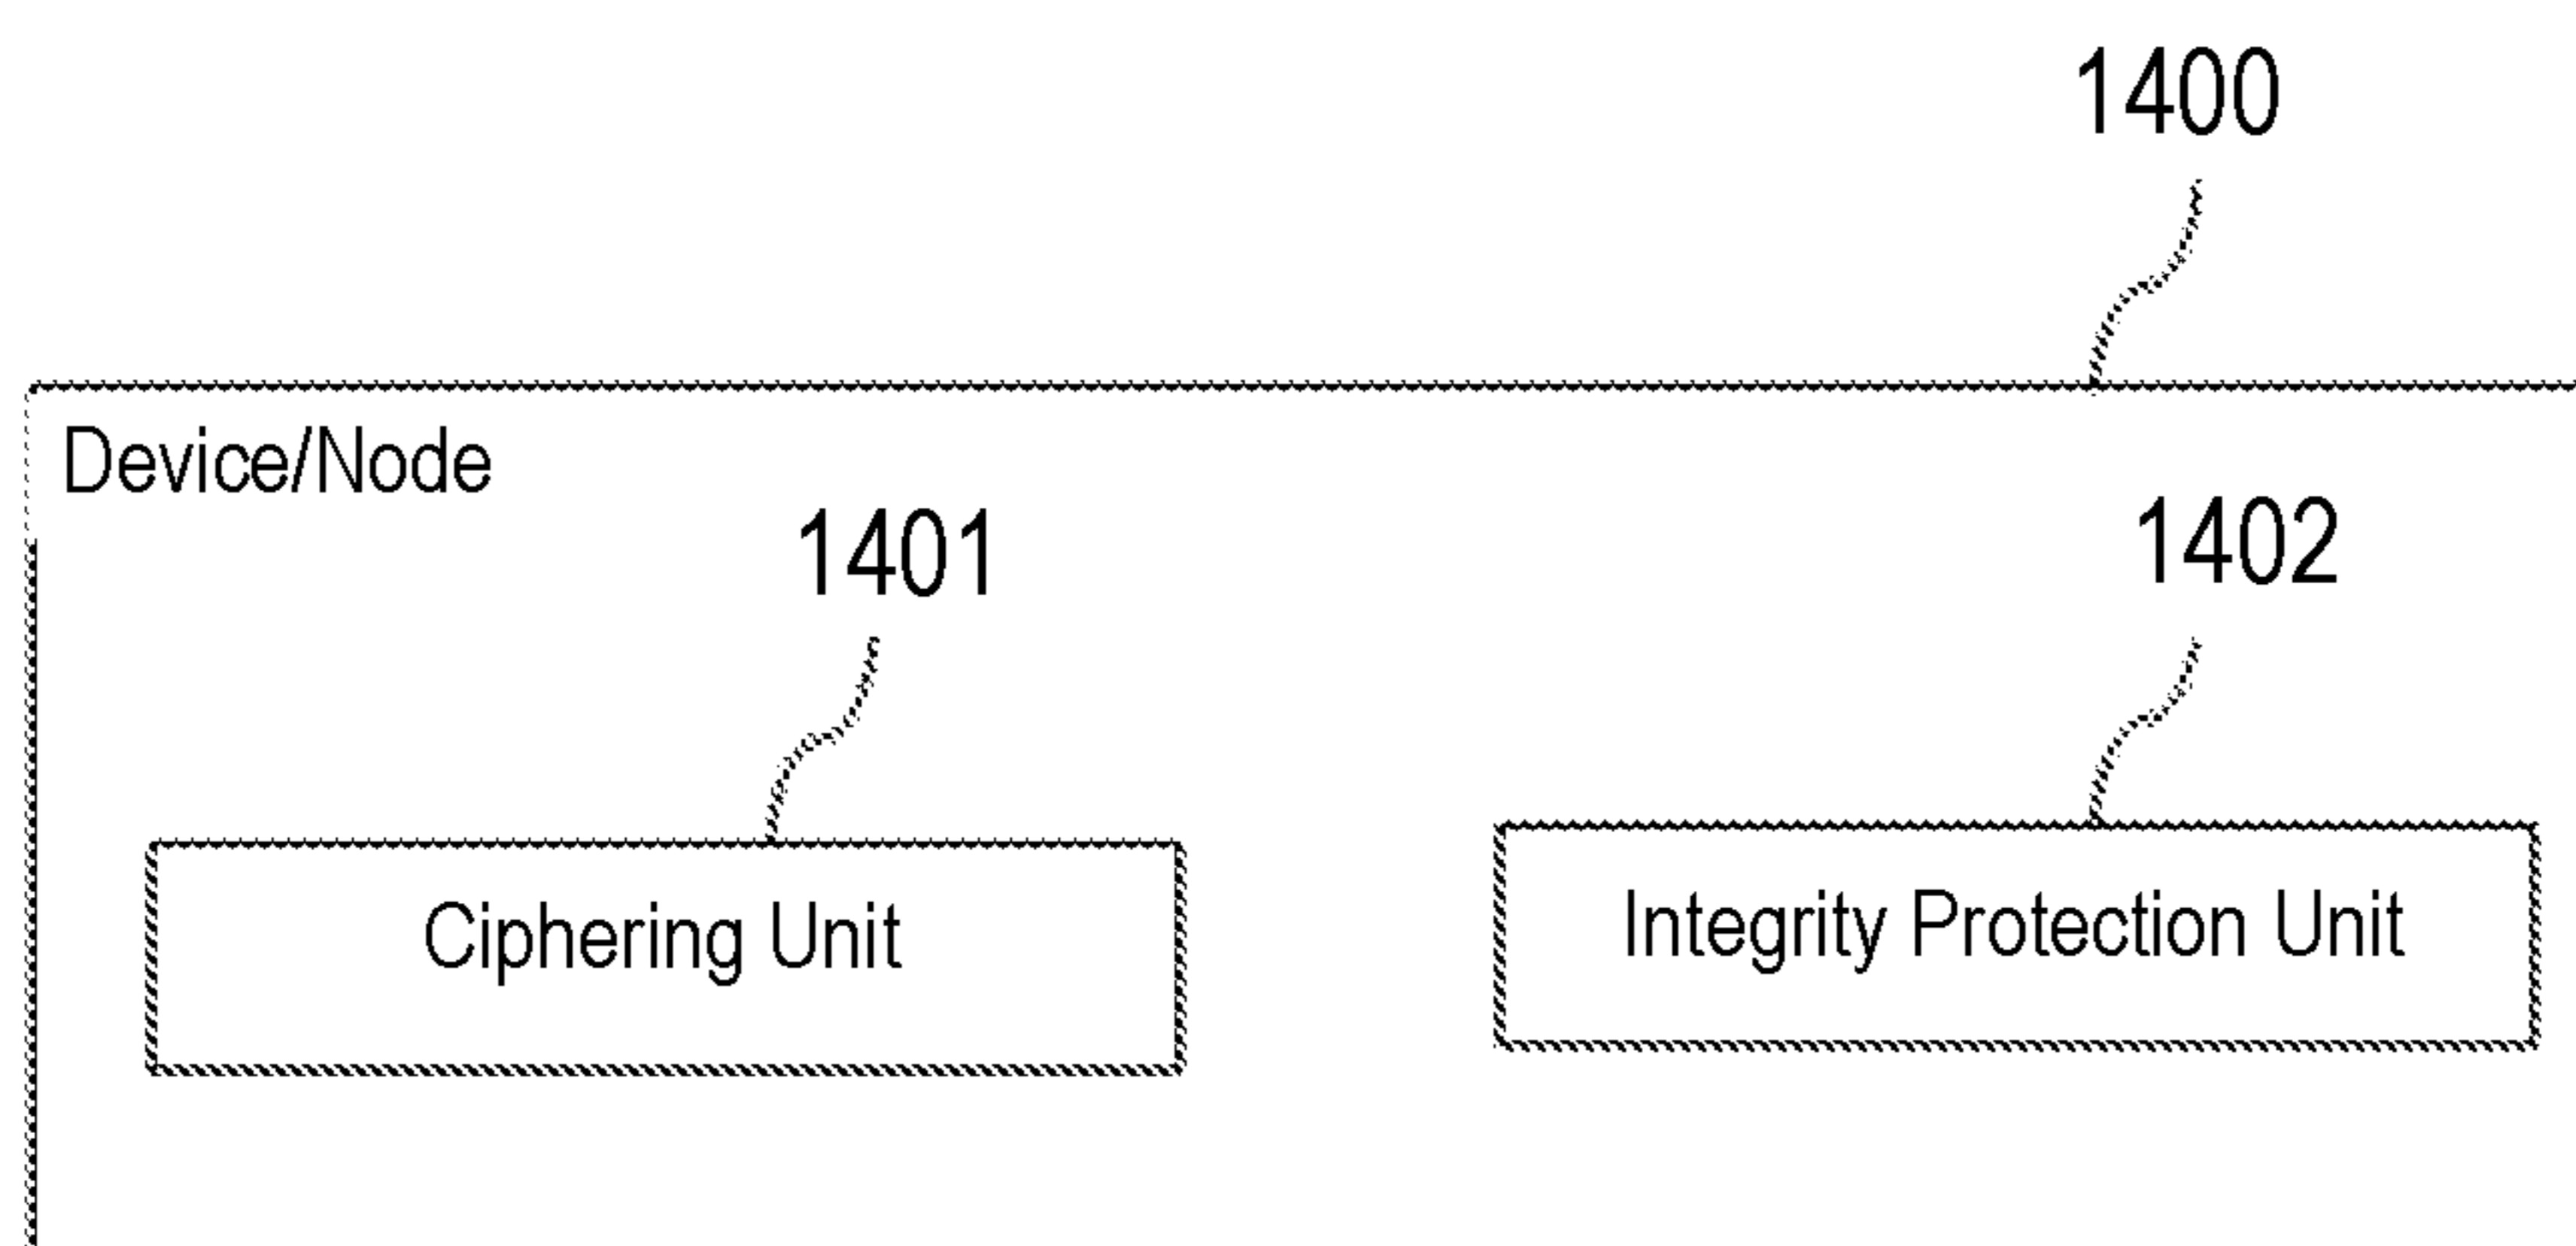 1400
Device/Node
1401
1402
Ciphering Unit
Integrity Protection Unit